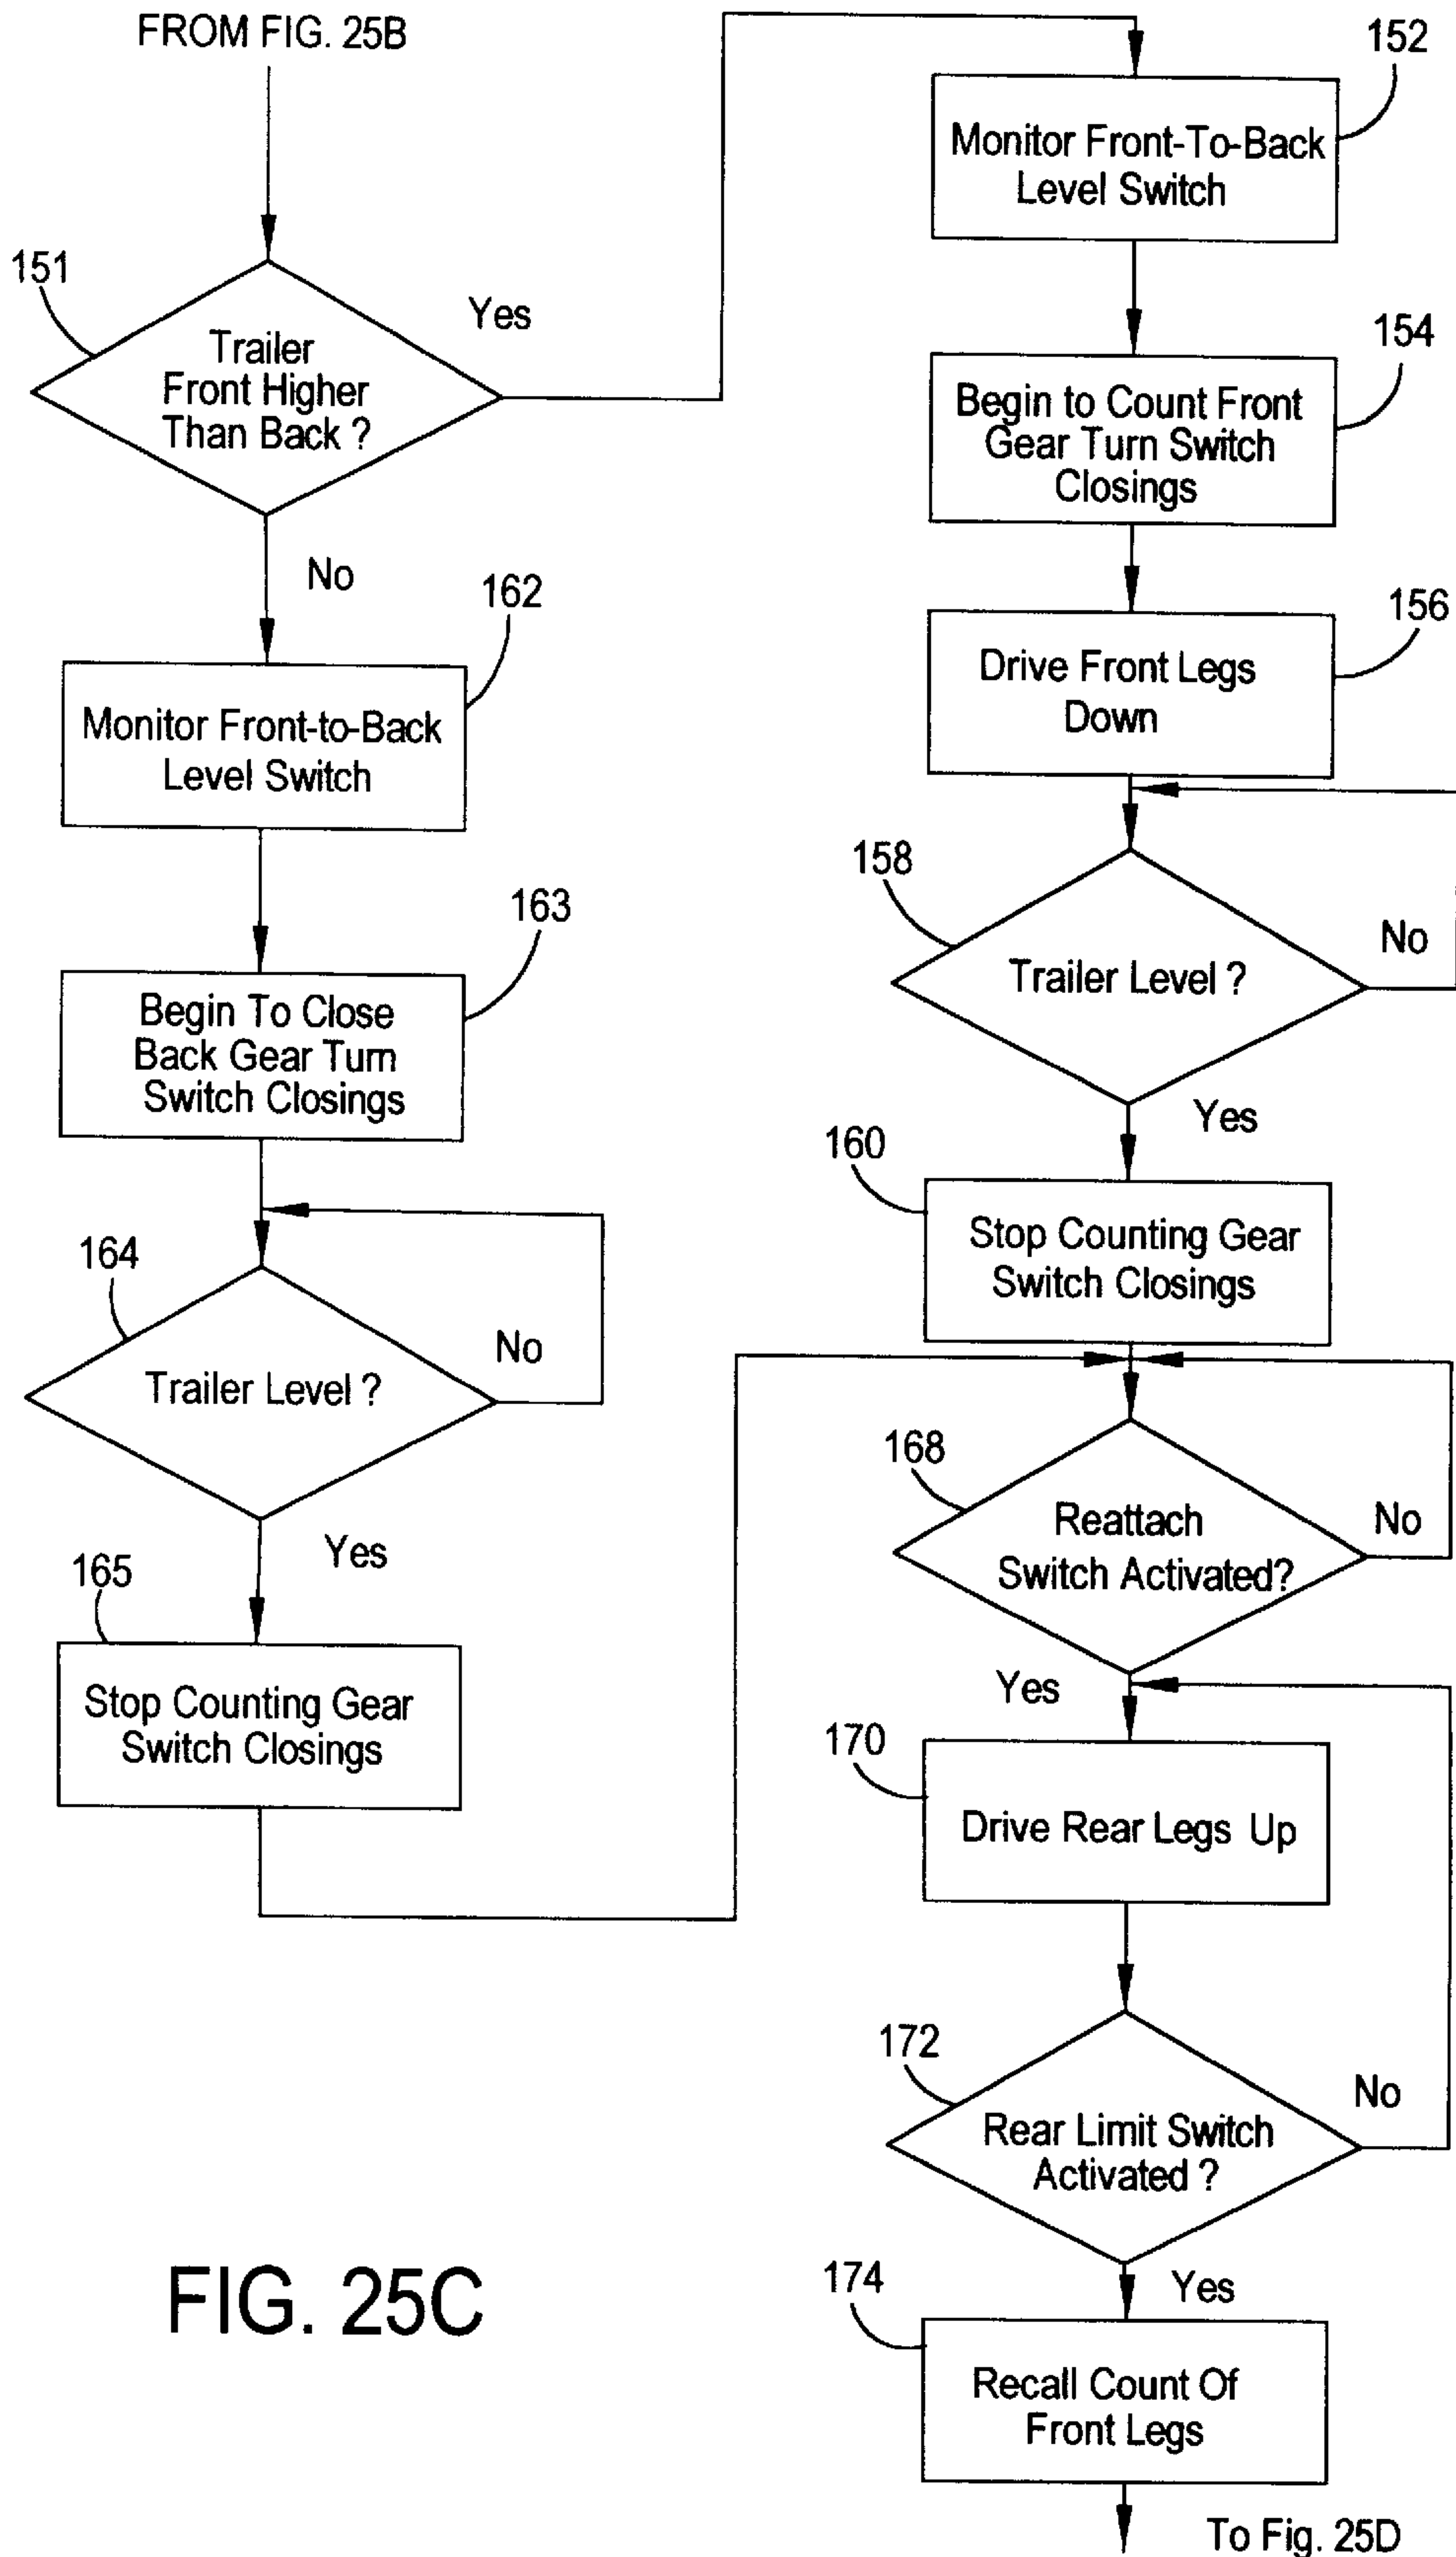 FROM FIG. 25B
151
Trailer
Front Higher
Than Back ?
Yes
No
162
Monitor Front-to-Back
Level Switch
163
Begin To Close
Back Gear Turn
Switch Closings
164
Trailer Level ?
No
Yes
165
Stop Counting Gear
Switch Closings
152
Monitor Front-To-Back
Level Switch
154
Begin to Count Front
Gear Turn Switch
Closings
156
Drive Front Legs
Down
158
Trailer Level ?
No
Yes
160
Stop Counting Gear
Switch Closings
168
Reattach
Switch Activated?
No
Yes
170
Drive Rear Legs Up
172
Rear Limit Switch
Activated ?
No
Yes
174
Recall Count Of
Front Legs
To Fig. 25D
FIG. 25C